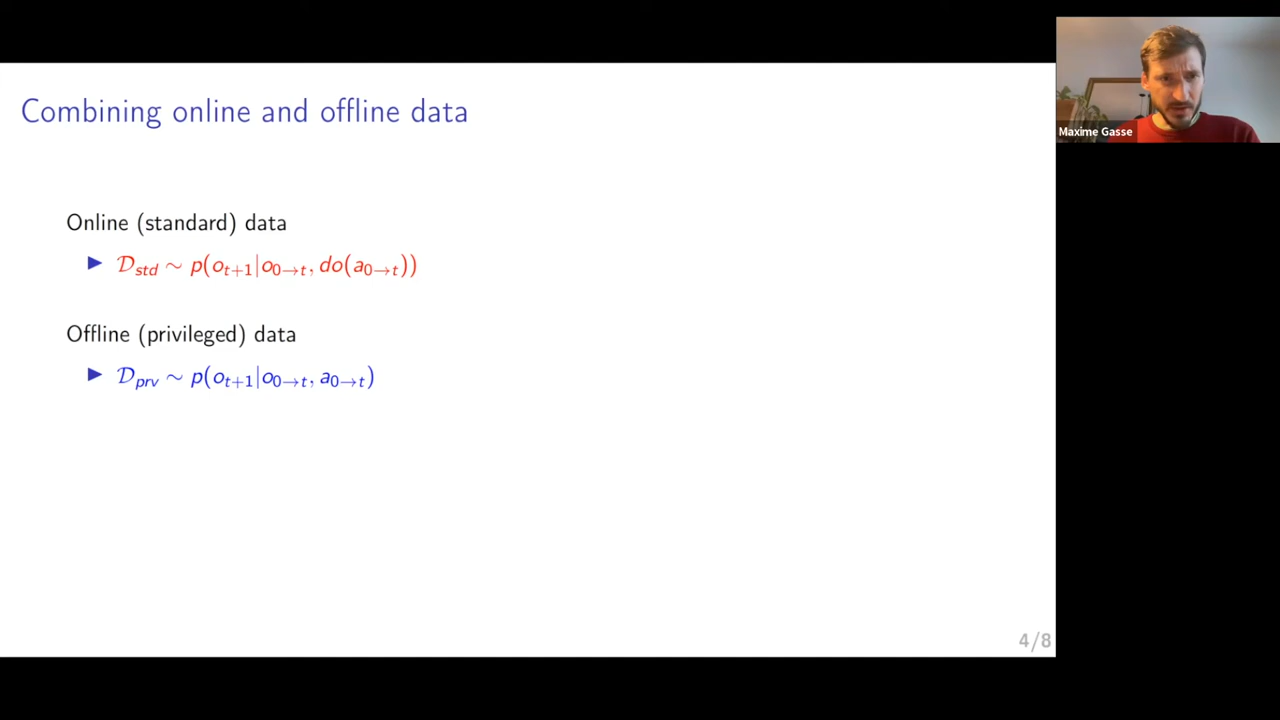 Combining online and offline data
Maxime Gasse
Online (standard) data
▶ 𝒟_std ∼ p(o_{t+1}|o_{0→t}, do(a_{0→t}))
Offline (privileged) data
▶ 𝒟_prv ∼ p(o_{t+1}|o_{0→t}, a_{0→t})
4/8